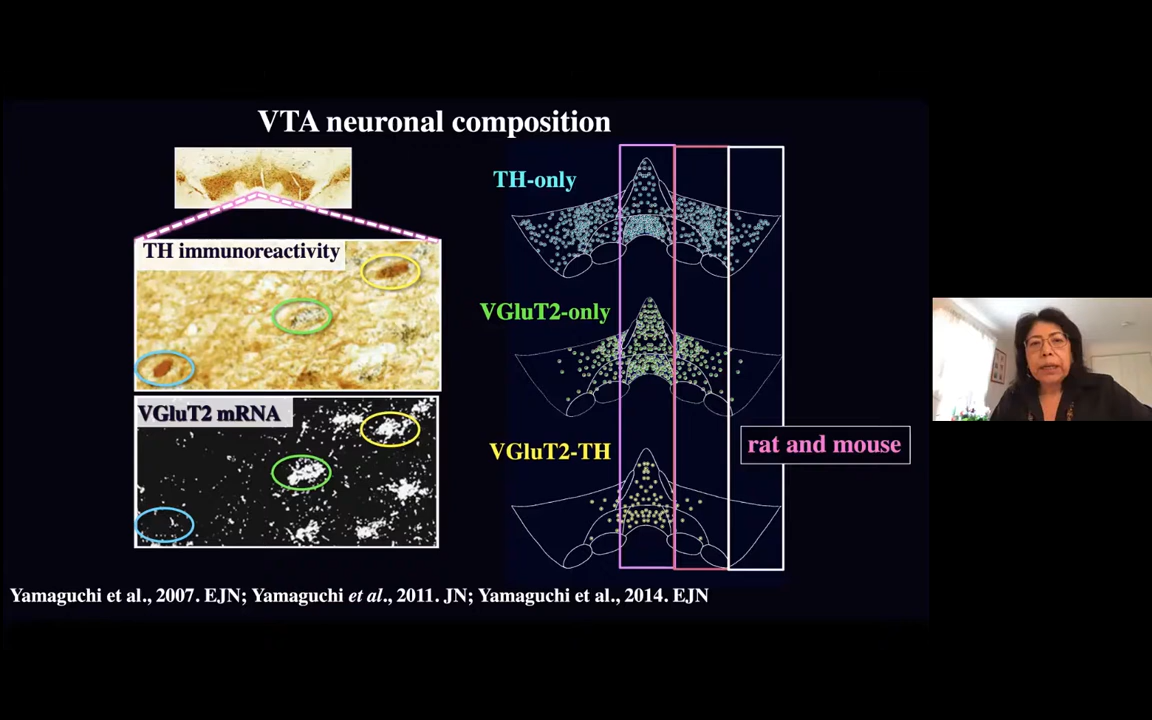 VTA neuronal composition
TH immunoreactivity
VGluT2 mRNA
TH-only
VGluT2-only
VGluT2-TH
rat and mouse
Yamaguchi et al., 2007. EJN; Yamaguchi et al., 2011. JN; Yamaguchi et al., 2014. EJN